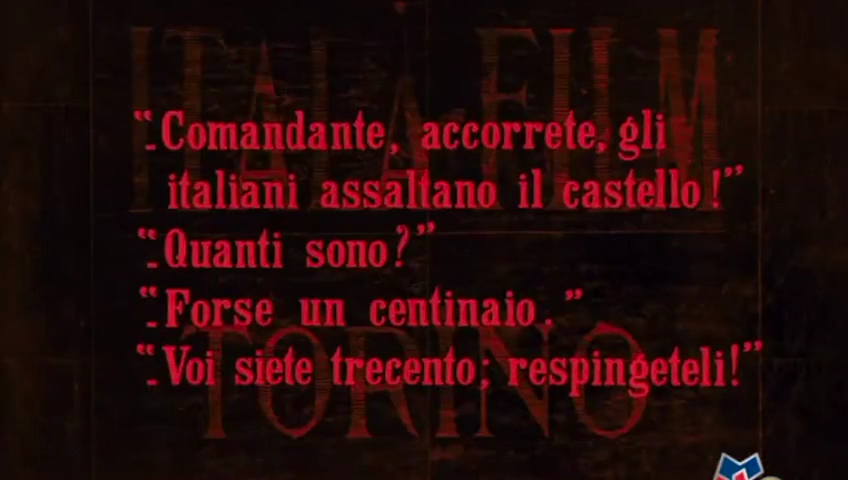 ITALA-FILM
"-Comandante, accorrete, gli
italiani assaltano il castello!"
"-Quanti sono?"
"-Forse un centinaio."
"-Voi siete trecento; respingeteli!"
TORINO